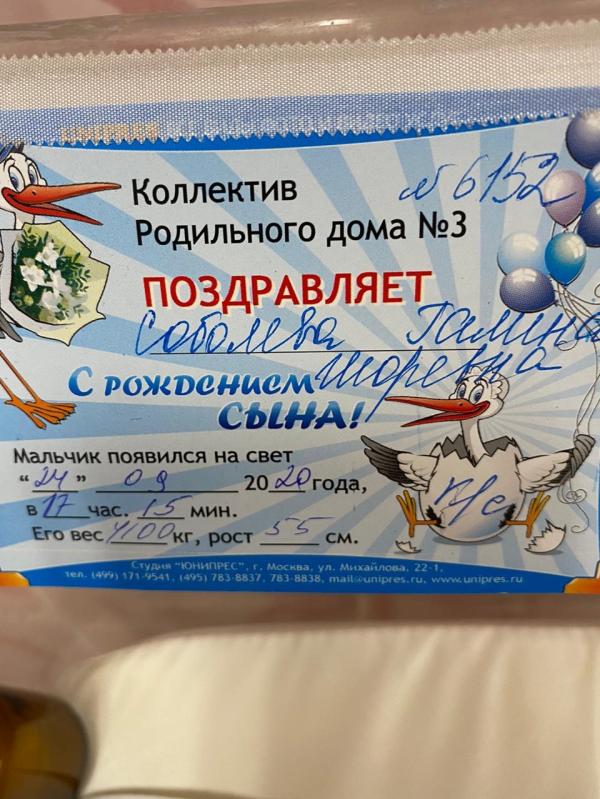 UNIPRES
Коллектив № 6152
Родильного дома №3
ПОЗДРАВЛЯЕТ
Соболева Галина
Игоревна
С РОЖДЕНИЕМ
СЫНА!
Мальчик появился на свет
“24” 09 2020 года,
в 17 час. 15 мин.
Его вес 4100 кг, рост 55 см.
Студия "ЮНИПРЕС", г. Москва, ул. Михайлова, 22-1,
тел. (499) 171-9541, (495) 783-8837, 783-8838, mail@unipres.ru, www.unipres.ru